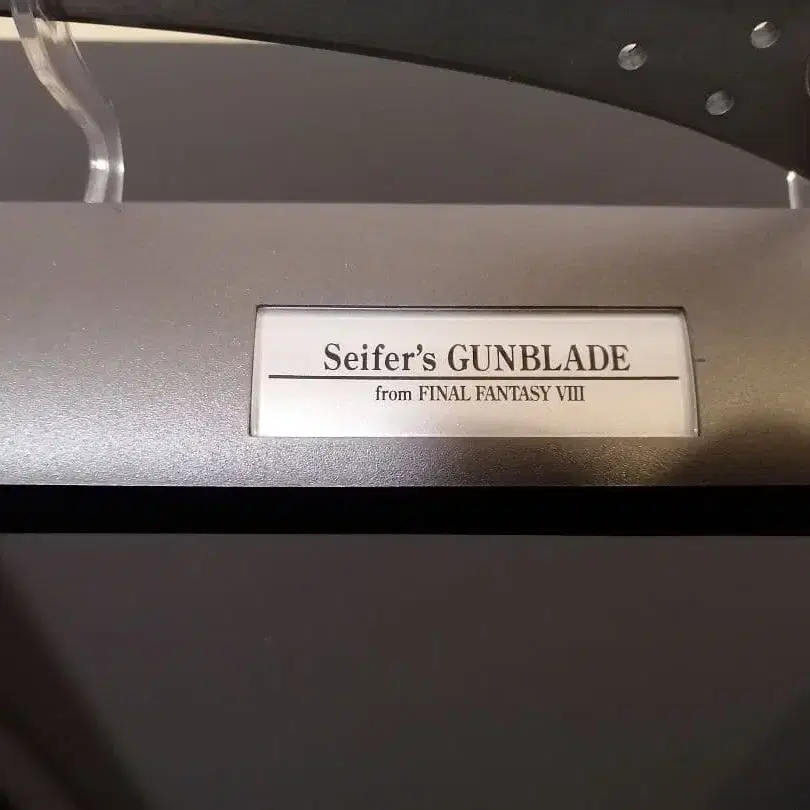 Seifer's GUNBLADE
from FINAL FANTASY VIII